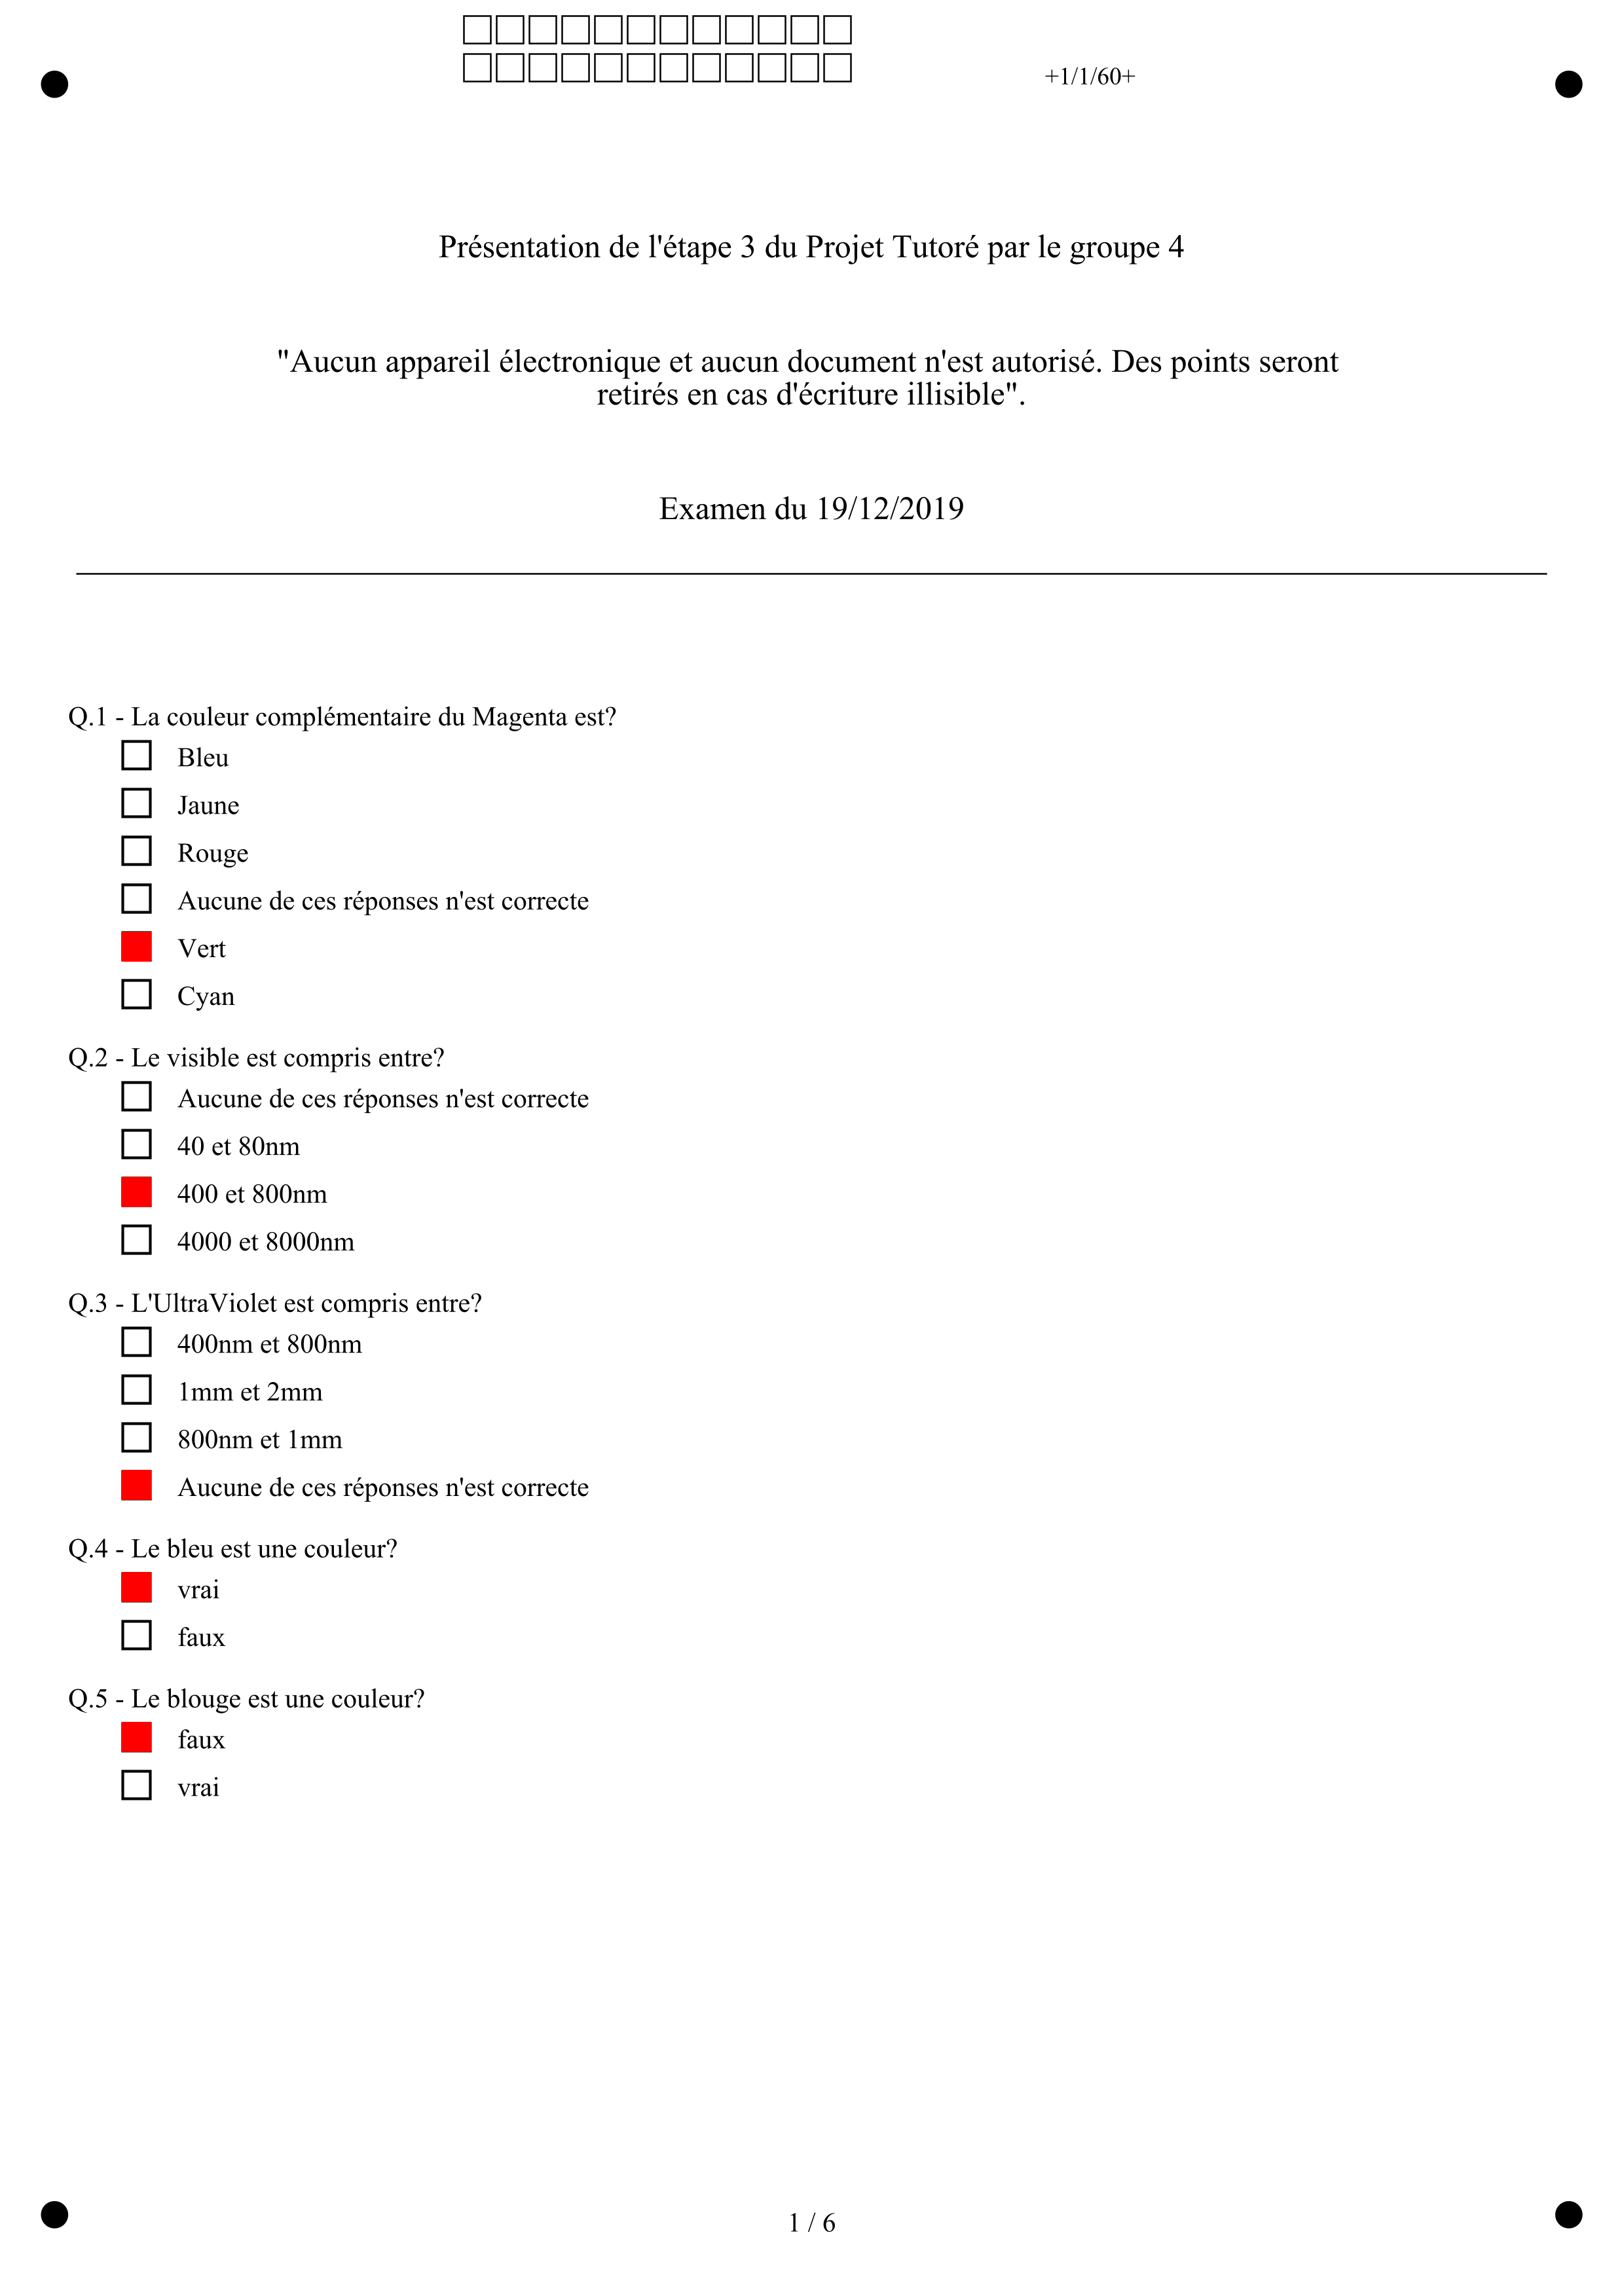 +1/1/60+
Présentation de l'étape 3 du Projet Tutoré par le groupe 4
"Aucun appareil électronique et aucun document n'est autorisé. Des points seront
retirés en cas d'écriture illisible".
Examen du 19/12/2019
Q.1 - La couleur complémentaire du Magenta est?
Bleu
Jaune
Rouge
Aucune de ces réponses n'est correcte
Vert
Cyan
Q.2 - Le visible est compris entre?
Aucune de ces réponses n'est correcte
40 et 80nm
400 et 800nm
4000 et 8000nm
Q.3 - L'UltraViolet est compris entre?
400nm et 800nm
1mm et 2mm
800nm et 1mm
Aucune de ces réponses n'est correcte
Q.4 - Le bleu est une couleur?
vrai
faux
Q.5 - Le blouge est une couleur?
faux
vrai
1 / 6